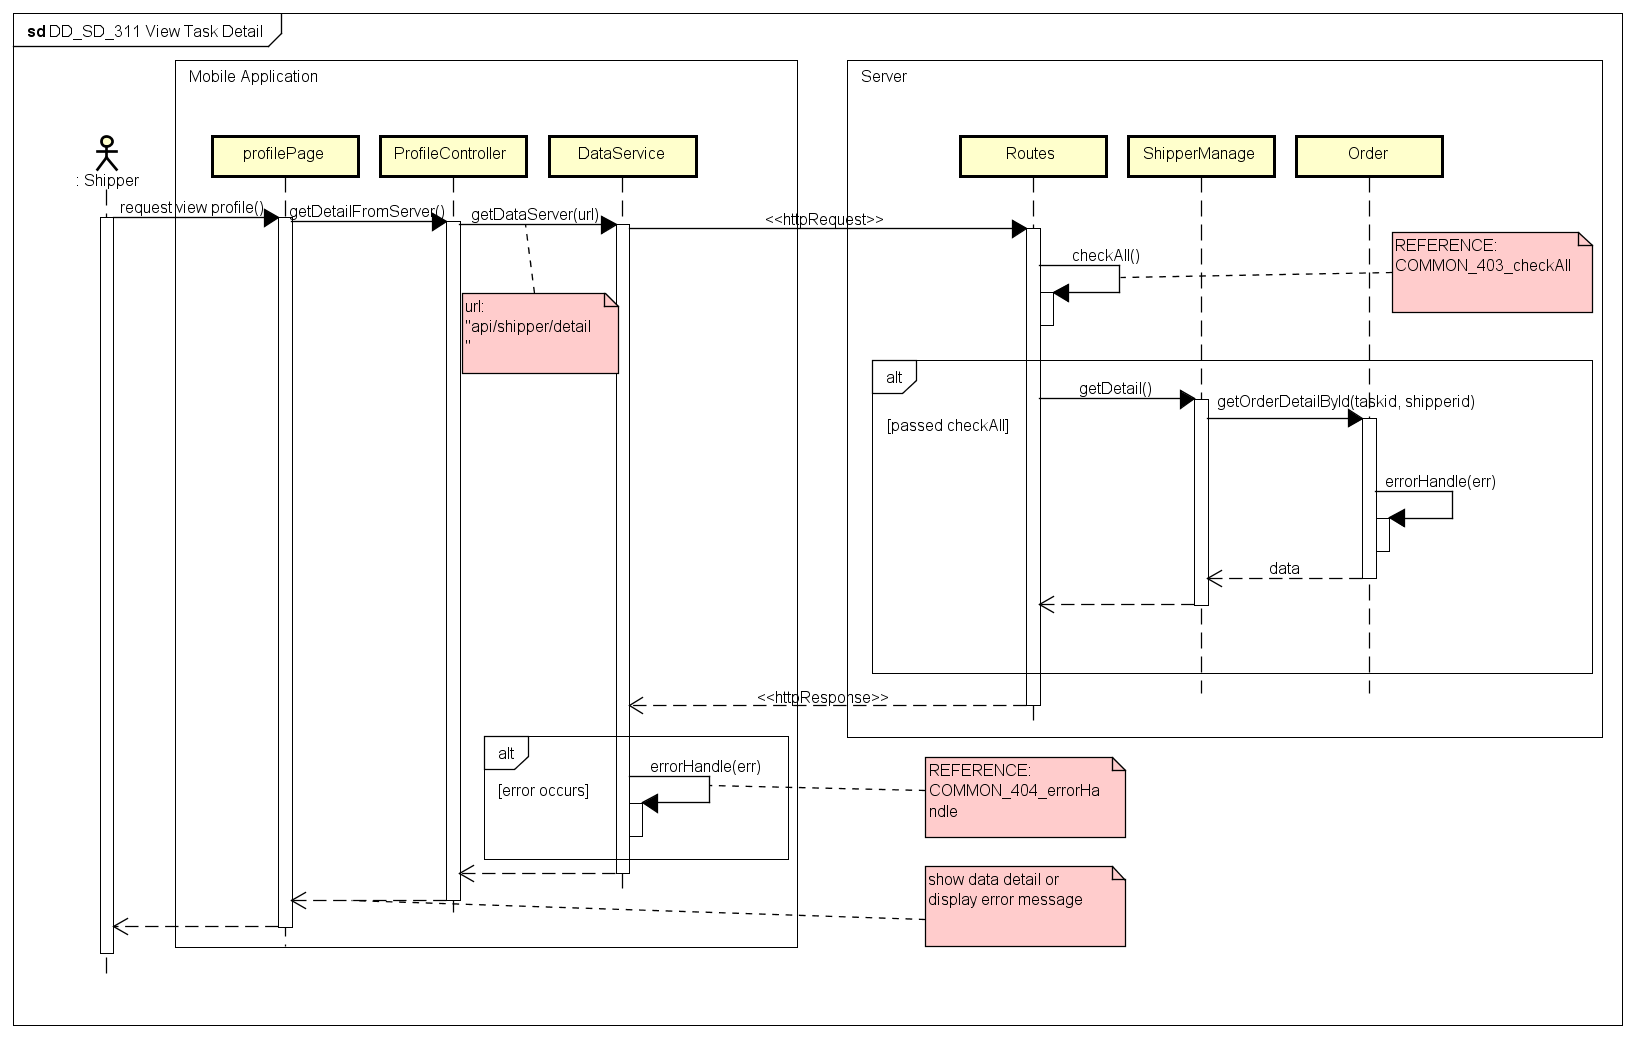 sd DD_SD_311 View Task Detail
Mobile Application
Server
: Shipper
profilePage
ProfileController
DataService
Routes
ShipperManage
Order
request view profile()
getDetailFromServer()
getDataServer(url)
<<httpRequest>>
checkAll()
REFERENCE:
COMMON_403_checkAll
url:
"api/shipper/detail
"
alt
[passed checkAll]
getDetail()
getOrderDetailById(taskid, shipperid)
errorHandle(err)
data
<<httpResponse>>
alt
[error occurs]
errorHandle(err)
REFERENCE:
COMMON_404_errorHa
ndle
show data detail or
display error message